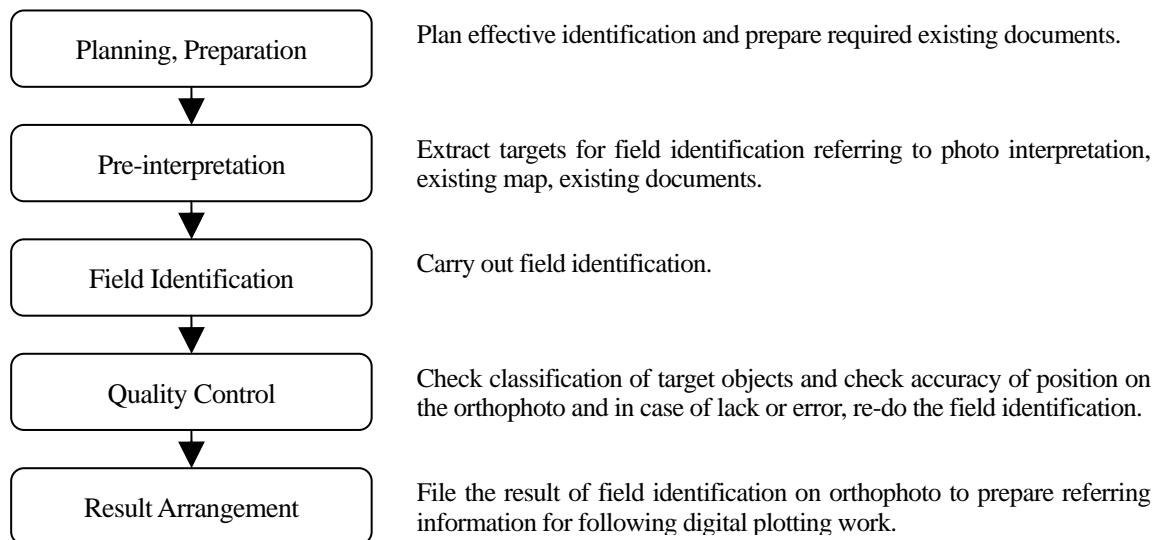 Planning, Preparation
Plan effective identification and prepare required existing documents.
Pre-interpretation
Extract targets for field identification referring to photo interpretation,
existing map, existing documents.
Field Identification
Carry out field identification.
Quality Control
Check classification of target objects and check accuracy of position on
the orthophoto and in case of lack or error, re-do the field identification.
Result Arrangement
File the result of field identification on orthophoto to prepare referring
information for following digital plotting work.